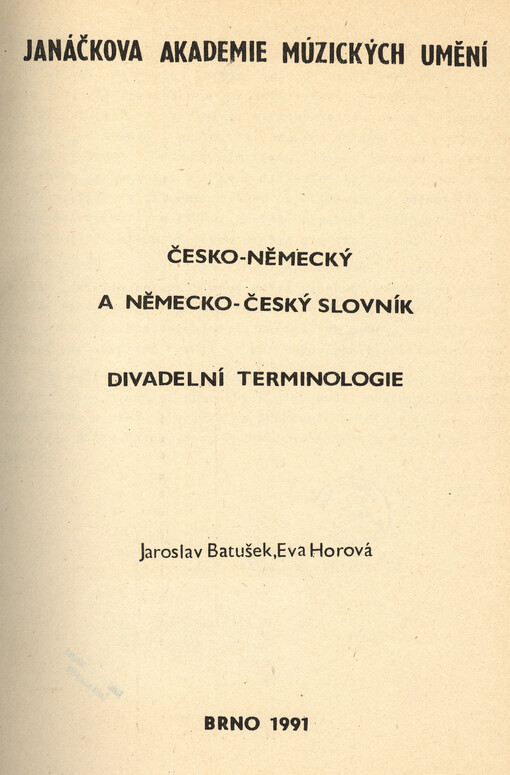 JANÁČKOVA AKADEMIE MÚZICKÝCH UMĚNÍ
ČESKO-NĚMECKÝ
A NĚMECKO-ČESKÝ SLOVNÍK
DIVADELNÍ TERMINOLOGIE
Jaroslav Batušek, Eva Horová
BRNO 1991